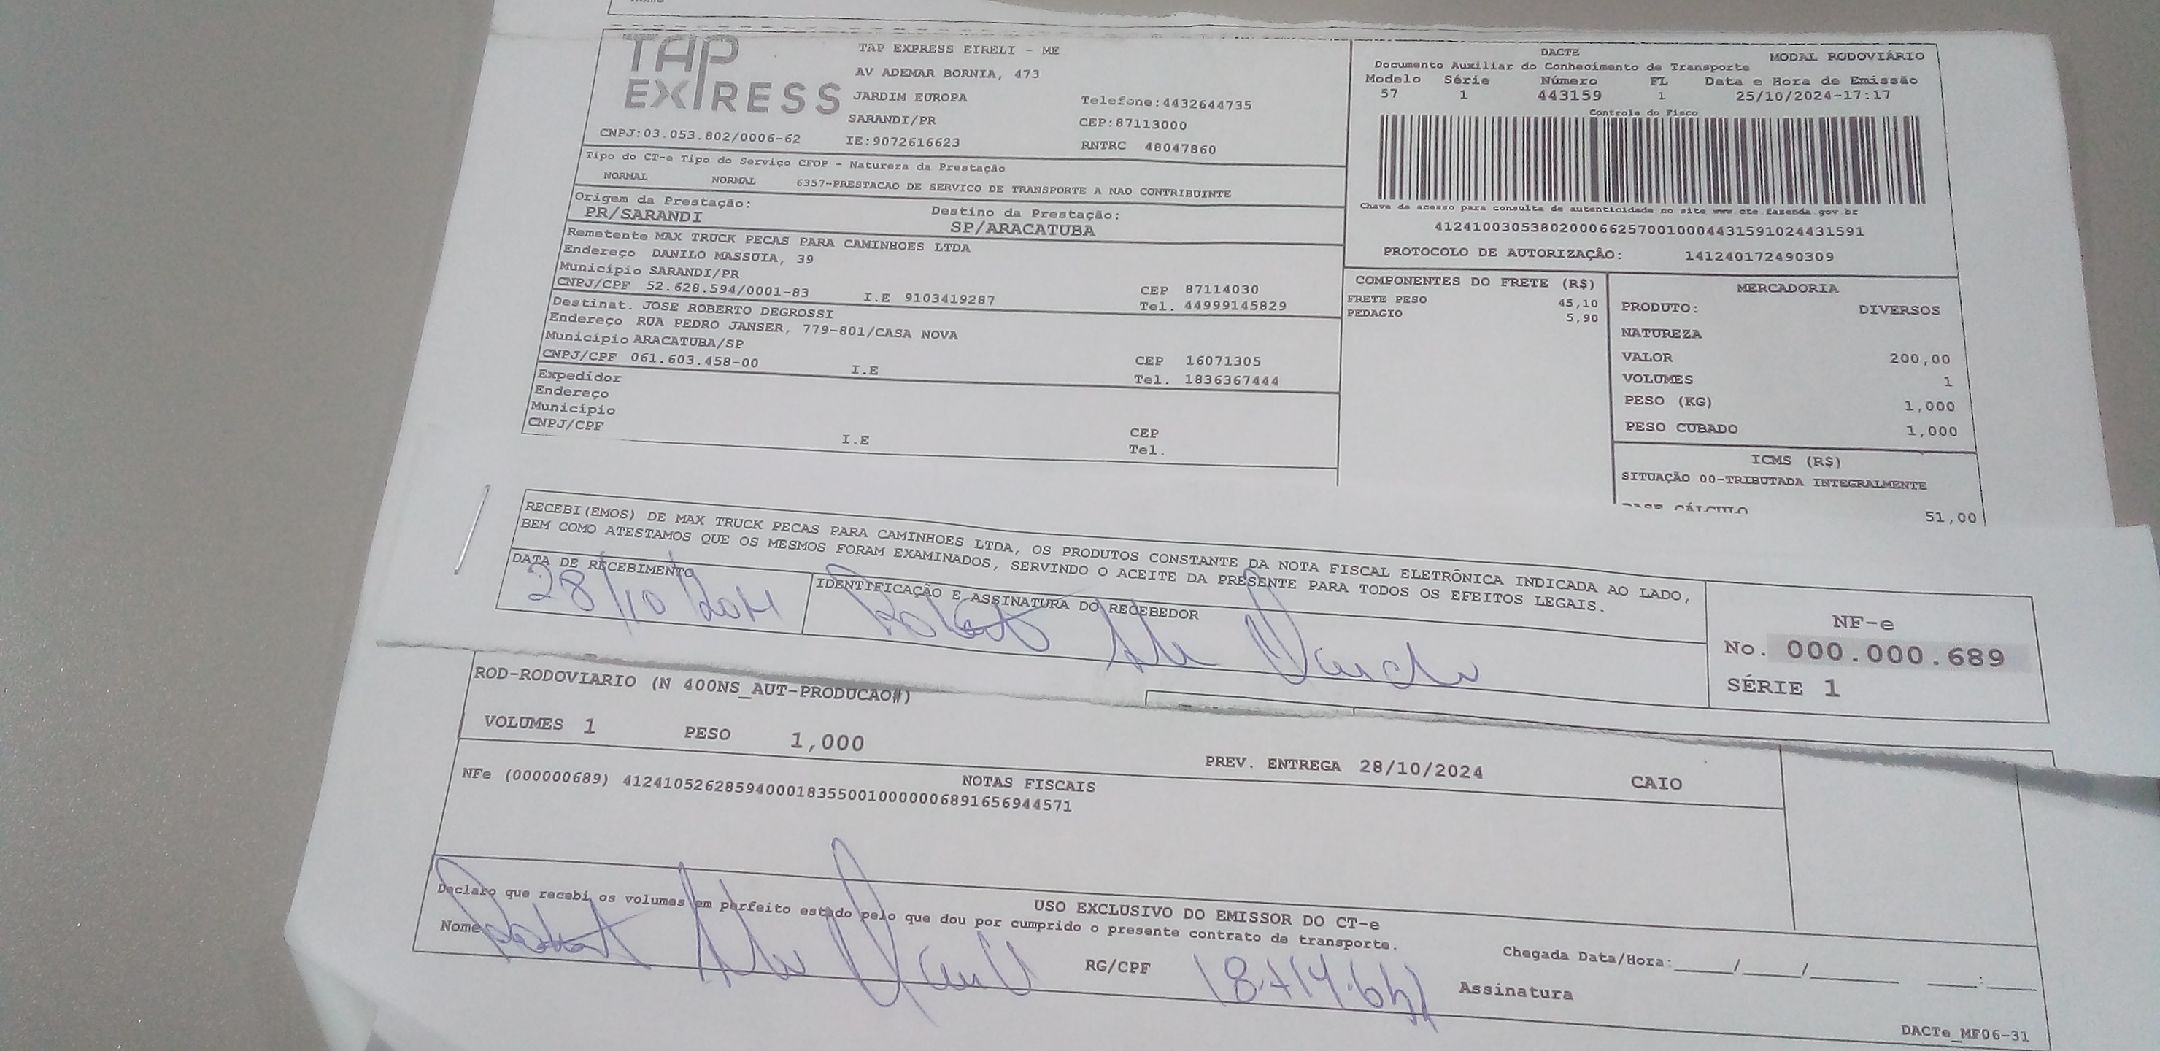 TAP EXPRESS
TAP EXPRESS EIRELI - ME
AV ADEMAR BORNIA, 473
JARDIM EUROPA
Telefone:4432644735
SARANDI/PR
CEP:87113000
CNPJ:03.053.802/0006-62
IE:9072616623
RNTRC 48047860
Tipo do CT-e Tipo do Serviço CFOP - Natureza da Prestação
NORMAL NORMAL 6357-PRESTACAO DE SERVICO DE TRANSPORTE A NAO CONTRIBUINTE
Origem da Prestação: Destino da Prestação:
PR/SARANDI SP/ARACATUBA
Remetente MAX TRUCK PECAS PARA CAMINHOES LTDA
Endereço DANILO MASSUIA, 39
Município SARANDI/PR CEP 87114030
CNPJ/CPF 52.628.594/0001-83 I.E 9103419287 Tel. 44999145829
Destinat. JOSE ROBERTO DEGROSSI
Endereço RUA PEDRO JANSER, 779-801/CASA NOVA
Município ARACATUBA/SP CEP 16071305
CNPJ/CPF 061.603.458-00 I.E Tel. 1836367444
Expedidor
Endereço
Município CEP
CNPJ/CPF I.E Tel.
DACTE MODAL RODOVIÁRIO
Documento Auxiliar do Conhecimento de Transporte
Modelo Série Número FL Data e Hora de Emissão
57 1 443159 1 25/10/2024-17:17
Controle do Fisco
Chave de acesso para consulta de autenticidade no site www.cte.fazenda.gov.br
41241003053802000662570010004431591024431591
PROTOCOLO DE AUTORIZAÇÃO: 141240172490309
COMPONENTES DO FRETE (R$)
FRETE PESO 45,10
PEDAGIO 5,90
MERCADORIA
PRODUTO: DIVERSOS
NATUREZA
VALOR 200,00
VOLUMES 1
PESO (KG) 1,000
PESO CUBADO 1,000
ICMS (R$)
SITUAÇÃO 00-TRIBUTADA INTEGRALMENTE
BASE CÁLCULO 51,00
RECEBI(EMOS) DE MAX TRUCK PECAS PARA CAMINHOES LTDA, OS PRODUTOS CONSTANTE DA NOTA FISCAL ELETRÔNICA INDICADA AO LADO,
BEM COMO ATESTAMOS QUE OS MESMOS FORAM EXAMINADOS, SERVINDO O ACEITE DA PRESENTE PARA TODOS OS EFEITOS LEGAIS.
DATA DE RECEBIMENTO IDENTIFICAÇÃO E ASSINATURA DO RECEBEDOR
28/10/2024
NF-e
No. 000.000.689
SÉRIE 1
ROD-RODOVIARIO (N 400NS_AUT-PRODUCAO#)
VOLUMES 1 PESO 1,000 PREV. ENTREGA 28/10/2024 CAIO
NOTAS FISCAIS
NFe (000000689) 41241052628594000183550010000006891656944571
USO EXCLUSIVO DO EMISSOR DO CT-e
Declaro que recebi os volumes em perfeito estado pelo que dou por cumprido o presente contrato de transporte.
Nome RG/CPF Assinatura
Chegada Data/Hora:_____/_____/________ ____:____
DACTe_MF06-31